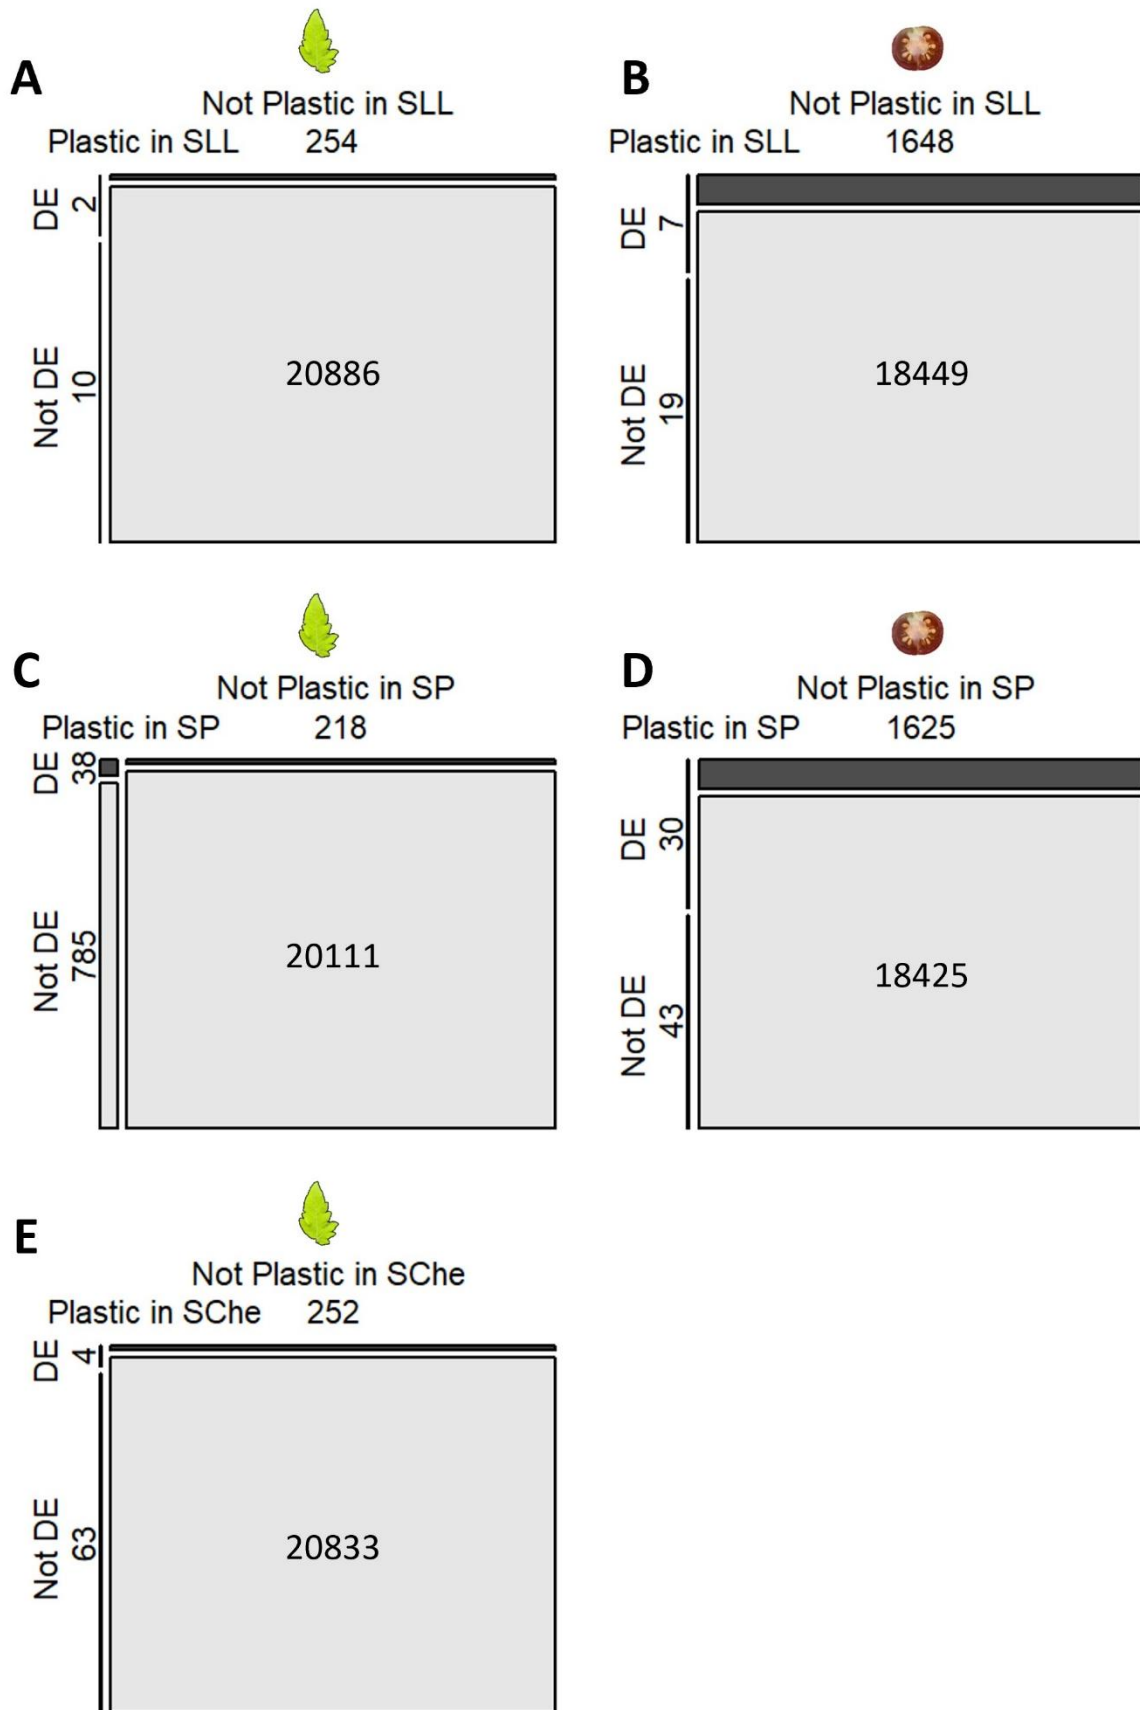 A
Not Plastic in SLL
Plastic in SLL 254
DE 2
Not DE 10
20886
B
Not Plastic in SLL
Plastic in SLL 1648
DE 7
Not DE 19
18449
C
Not Plastic in SP
Plastic in SP 218
DE 38
Not DE 785
20111
D
Not Plastic in SP
Plastic in SP 1625
DE 30
Not DE 43
18425
E
Not Plastic in SChe
Plastic in SChe 252
DE 4
Not DE 63
20833